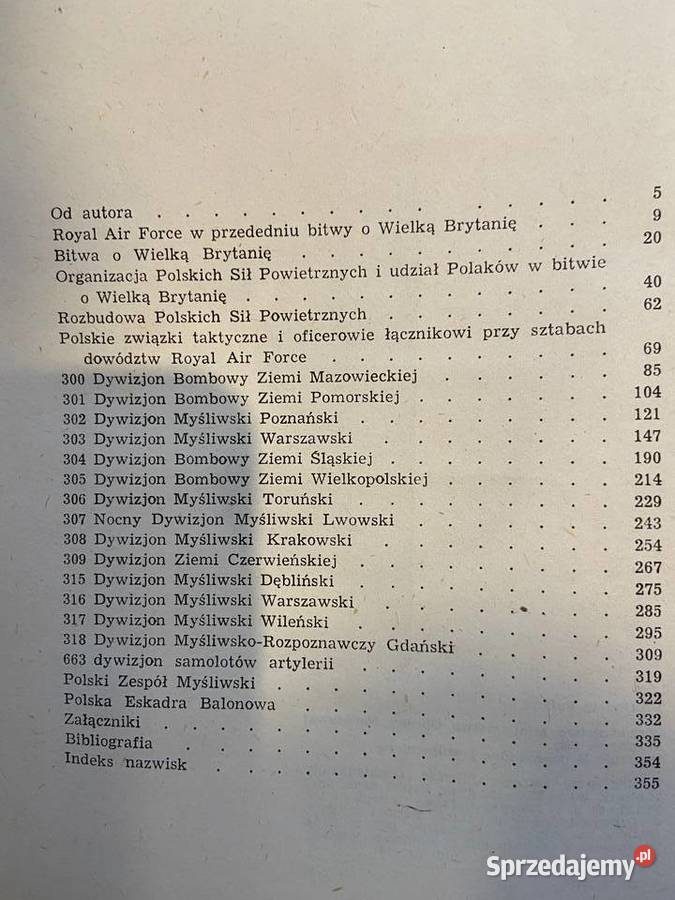 Od autora . . . . . . . . . . . . . 5
Royal Air Force w przededniu bitwy o Wielką Brytanię . . . 9
Bitwa o Wielką Brytanię . . . . . . . . . . 20
Organizacja Polskich Sił Powietrznych i udział Polaków w bitwie
o Wielką Brytanię . . . . . . . . . . . 40
Rozbudowa Polskich Sił Powietrznych . . . . . . . 62
Polskie związki taktyczne i oficerowie łącznikowi przy sztabach
dowództw Royal Air Force . . . . . . . . 69
300 Dywizjon Bombowy Ziemi Mazowieckiej . . . . . 85
301 Dywizjon Bombowy Ziemi Pomorskiej . . . . . . 104
302 Dywizjon Myśliwski Poznański . . . . . . . 121
303 Dywizjon Myśliwski Warszawski . . . . . . 147
304 Dywizjon Bombowy Ziemi Śląskiej . . . . . . 190
305 Dywizjon Bombowy Ziemi Wielkopolskiej . . . . . 214
306 Dywizjon Myśliwski Toruński . . . . . . . 229
307 Nocny Dywizjon Myśliwski Lwowski . . . . . 243
308 Dywizjon Myśliwski Krakowski . . . . . . 254
309 Dywizjon Ziemi Czerwieńskiej . . . . . . . 267
315 Dywizjon Myśliwski Dębliński . . . . . . . 275
316 Dywizjon Myśliwski Warszawski . . . . . . 285
317 Dywizjon Myśliwski Wileński . . . . . . 295
318 Dywizjon Myśliwsko-Rozpoznawczy Gdański . . . . . 309
663 dywizjon samolotów artylerii . . . . . . . 319
Polski Zespół Myśliwski . . . . . . . . . 322
Polska Eskadra Balonowa . . . . . . . . . 332
Załączniki . . . . . . . . . . . . 335
Bibliografia . . . . . . . . . . . 354
Indeks nazwisk . . . . . . . . . . . 355
Sprzedajemy.pl